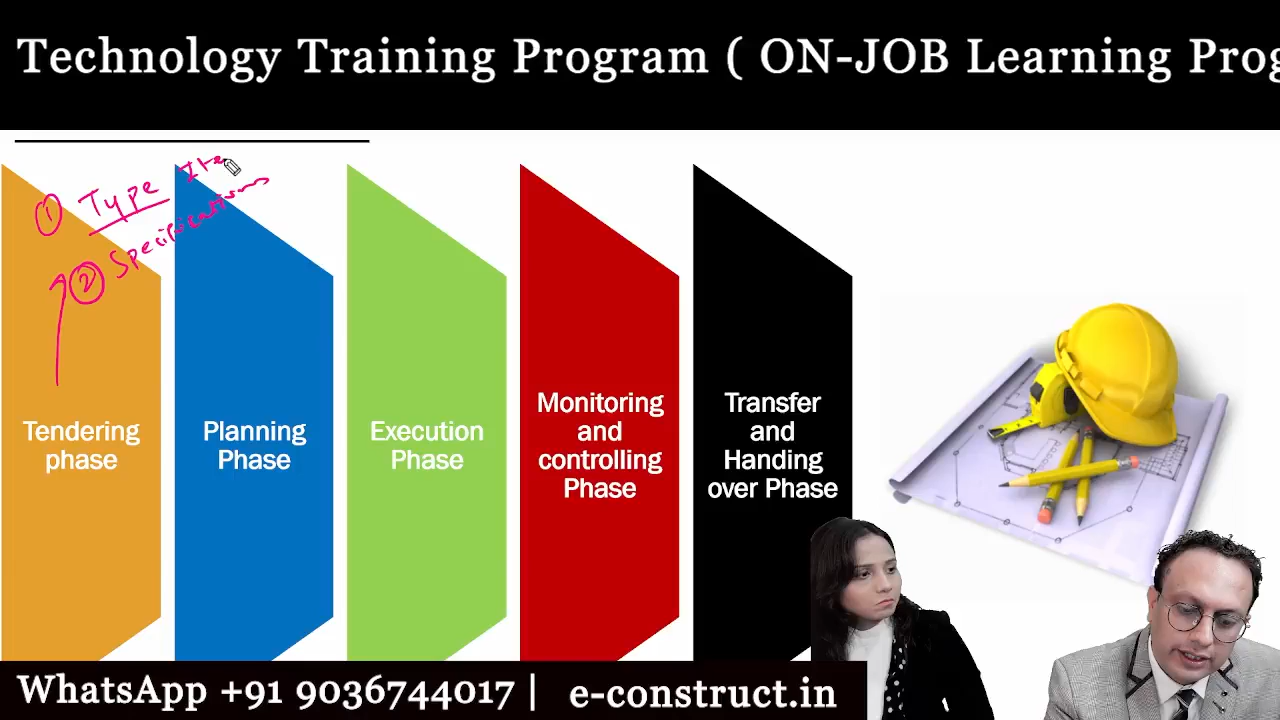 Technology Training Program ( ON-JOB Learning Prog
① Type Ite
② Specifications
Tendering
phase
Planning
Phase
Execution
Phase
Monitoring
and
controlling
Phase
Transfer
and
Handing
over Phase
WhatsApp +91 9036744017 | e-construct.in